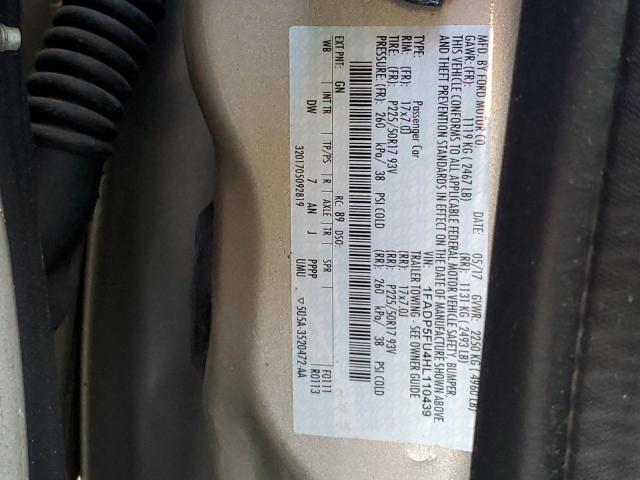 MFD. BY FORD MOTOR CO.
DATE: 05/17 GVWR: 2250 KG ( 4960 LB)
GAWR: (FR): 1119 KG ( 2467 LB) (RR): 1131 KG ( 2493 LB)
THIS VEHICLE CONFORMS TO ALL APPLICABLE FEDERAL MOTOR VEHICLE SAFETY, BUMPER,
AND THEFT PREVENTION STANDARDS IN EFFECT ON THE DATE OF MANUFACTURE SHOWN ABOVE.
VIN: 1FADP5FU4HL110439
TYPE: Passenger Car TRAILER TOWING - SEE OWNER GUIDE
RIM: (FR): 17x7.0J (RR): 17x7.0J
TIRE: (FR): P225/50R17 93V (RR): P225/50R17 93V
PRESSURE: (FR): 260 kPa/ 38 PSI COLD (RR): 260 kPa/ 38 PSI COLD
EXT PNT: GN RC: B9 DSO: F0111
R0113
WB INT TR TP/PS R AXLE TR SPR PPPP
DW 7 AN J UMU
3201705092819 ▽ 5U5A-3520472-AA